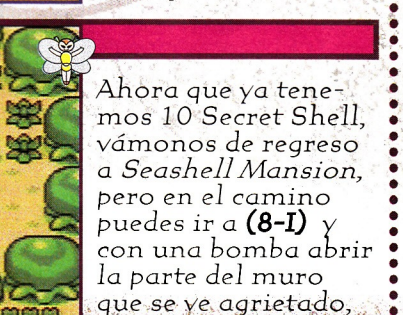 Ahora que ya tene-
mos 10 Secret Shell,
vámonos de regreso
a Seashell Mansion,
pero en el camino
puedes ir a (8-I) y
con una bomba abrir
la parte del muro
que se ve agrietado,